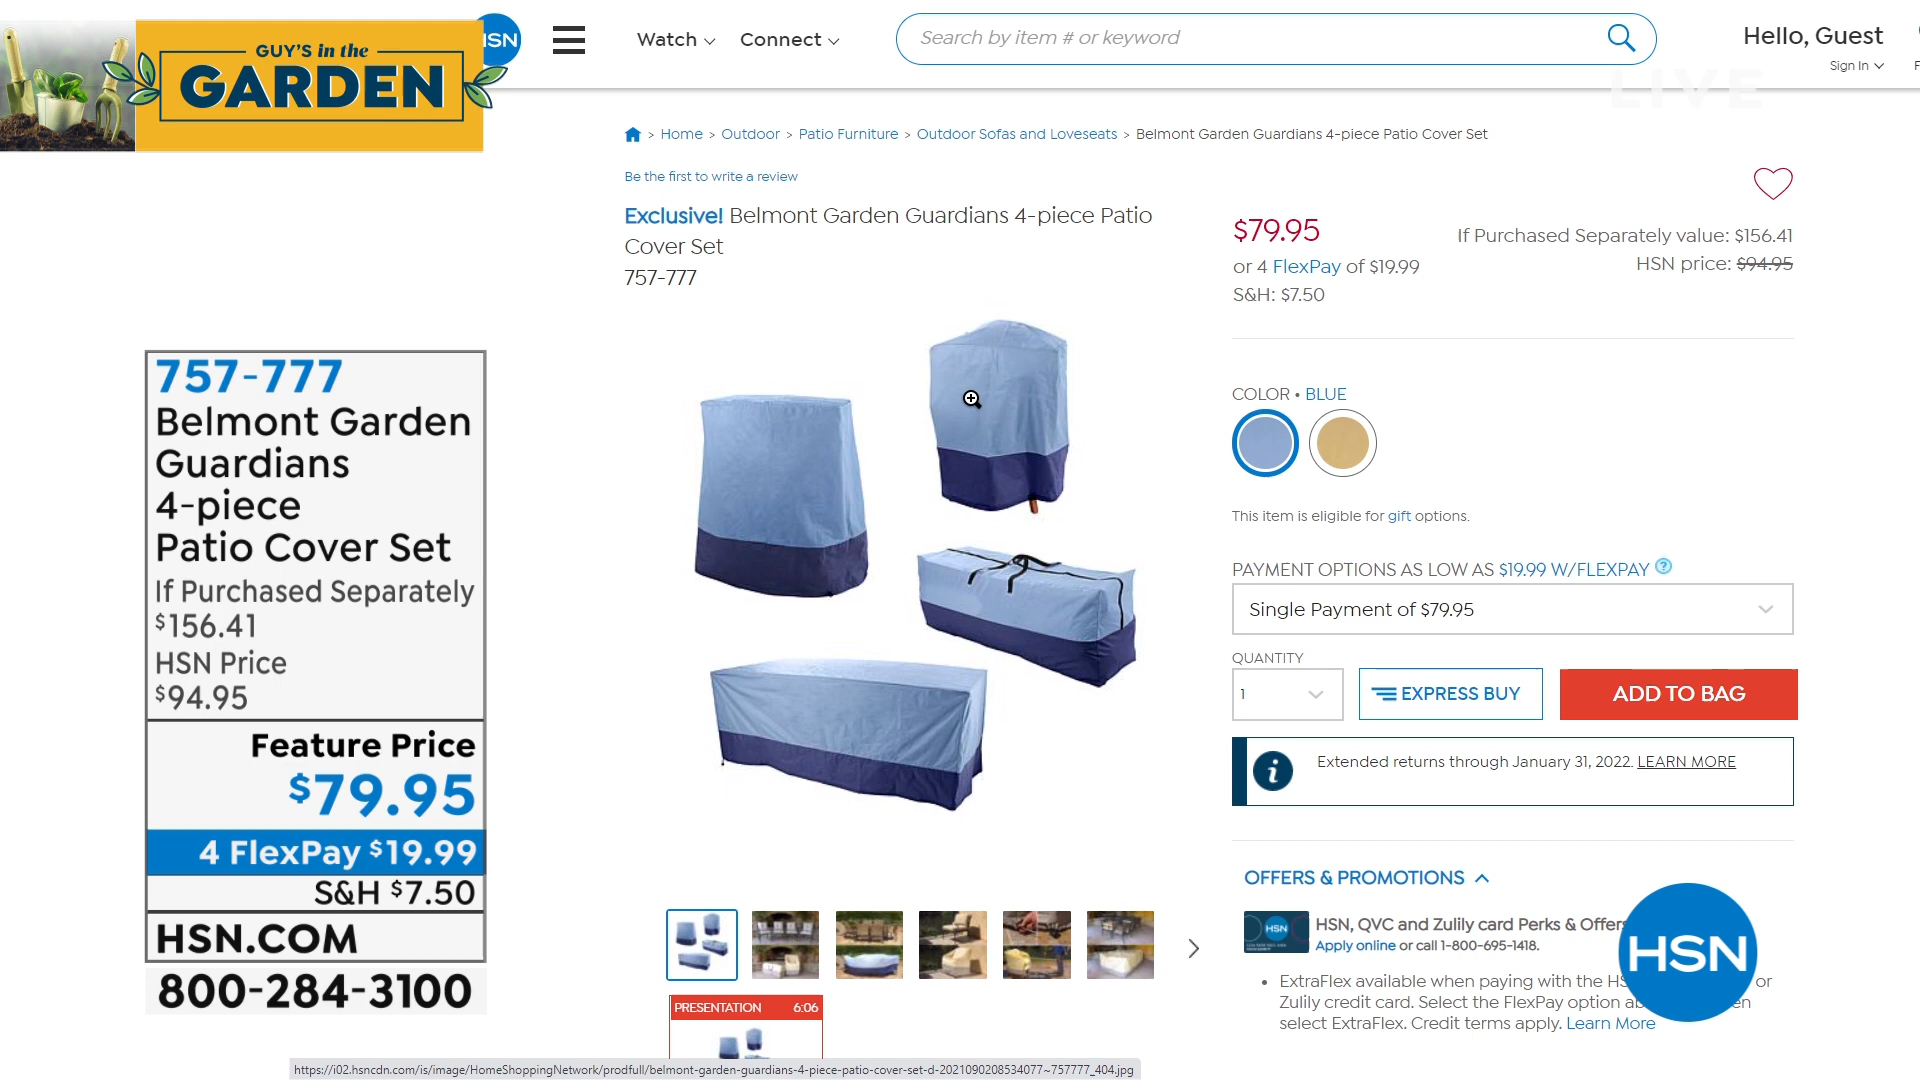 GUY'S in the
GARDEN
HSN
Watch
Connect
Search by item # or keyword
Hello, Guest
Sign In
F
LIVE
> Home > Outdoor > Patio Furniture > Outdoor Sofas and Loveseats > Belmont Garden Guardians 4-piece Patio Cover Set
Be the first to write a review
Exclusive! Belmont Garden Guardians 4-piece Patio
Cover Set
757-777
$79.95
or 4 FlexPay of $19.99
S&H: $7.50
If Purchased Separately value: $156.41
HSN price: $94.95
COLOR • BLUE
This item is eligible for gift options.
PAYMENT OPTIONS AS LOW AS $19.99 W/FLEXPAY ?
Single Payment of $79.95
QUANTITY
1
EXPRESS BUY
ADD TO BAG
i
Extended returns through January 31, 2022. LEARN MORE
OFFERS & PROMOTIONS
HSN
HSN, QVC and Zulily card Perks & Offers
Apply online or call 1-800-695-1418.
• ExtraFlex available when paying with the HS or
Zulily credit card. Select the FlexPay option ab en
select ExtraFlex. Credit terms apply. Learn More
HSN
757-777
Belmont Garden
Guardians
4-piece
Patio Cover Set
If Purchased Separately
$156.41
HSN Price
$94.95
Feature Price
$79.95
4 FlexPay $19.99
S&H $7.50
HSN.COM
800-284-3100
PRESENTATION 6:06
https://i02.hsncdn.com/is/image/HomeShoppingNetwork/prodfull/belmont-garden-guardians-4-piece-patio-cover-set-d-2021090208534077~757777_404.jpg